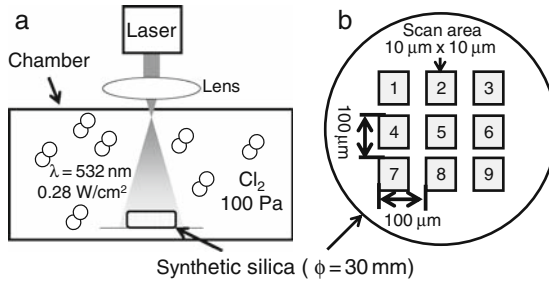 a
Laser
Chamber
Lens
λ = 532 nm
0.28 W/cm²
Cl₂
100 Pa
Synthetic silica ( ϕ = 30 mm)
b
Scan area
10 μm x 10 μm
1 2 3
4 5 6
7 8 9
100 μm
100 μm